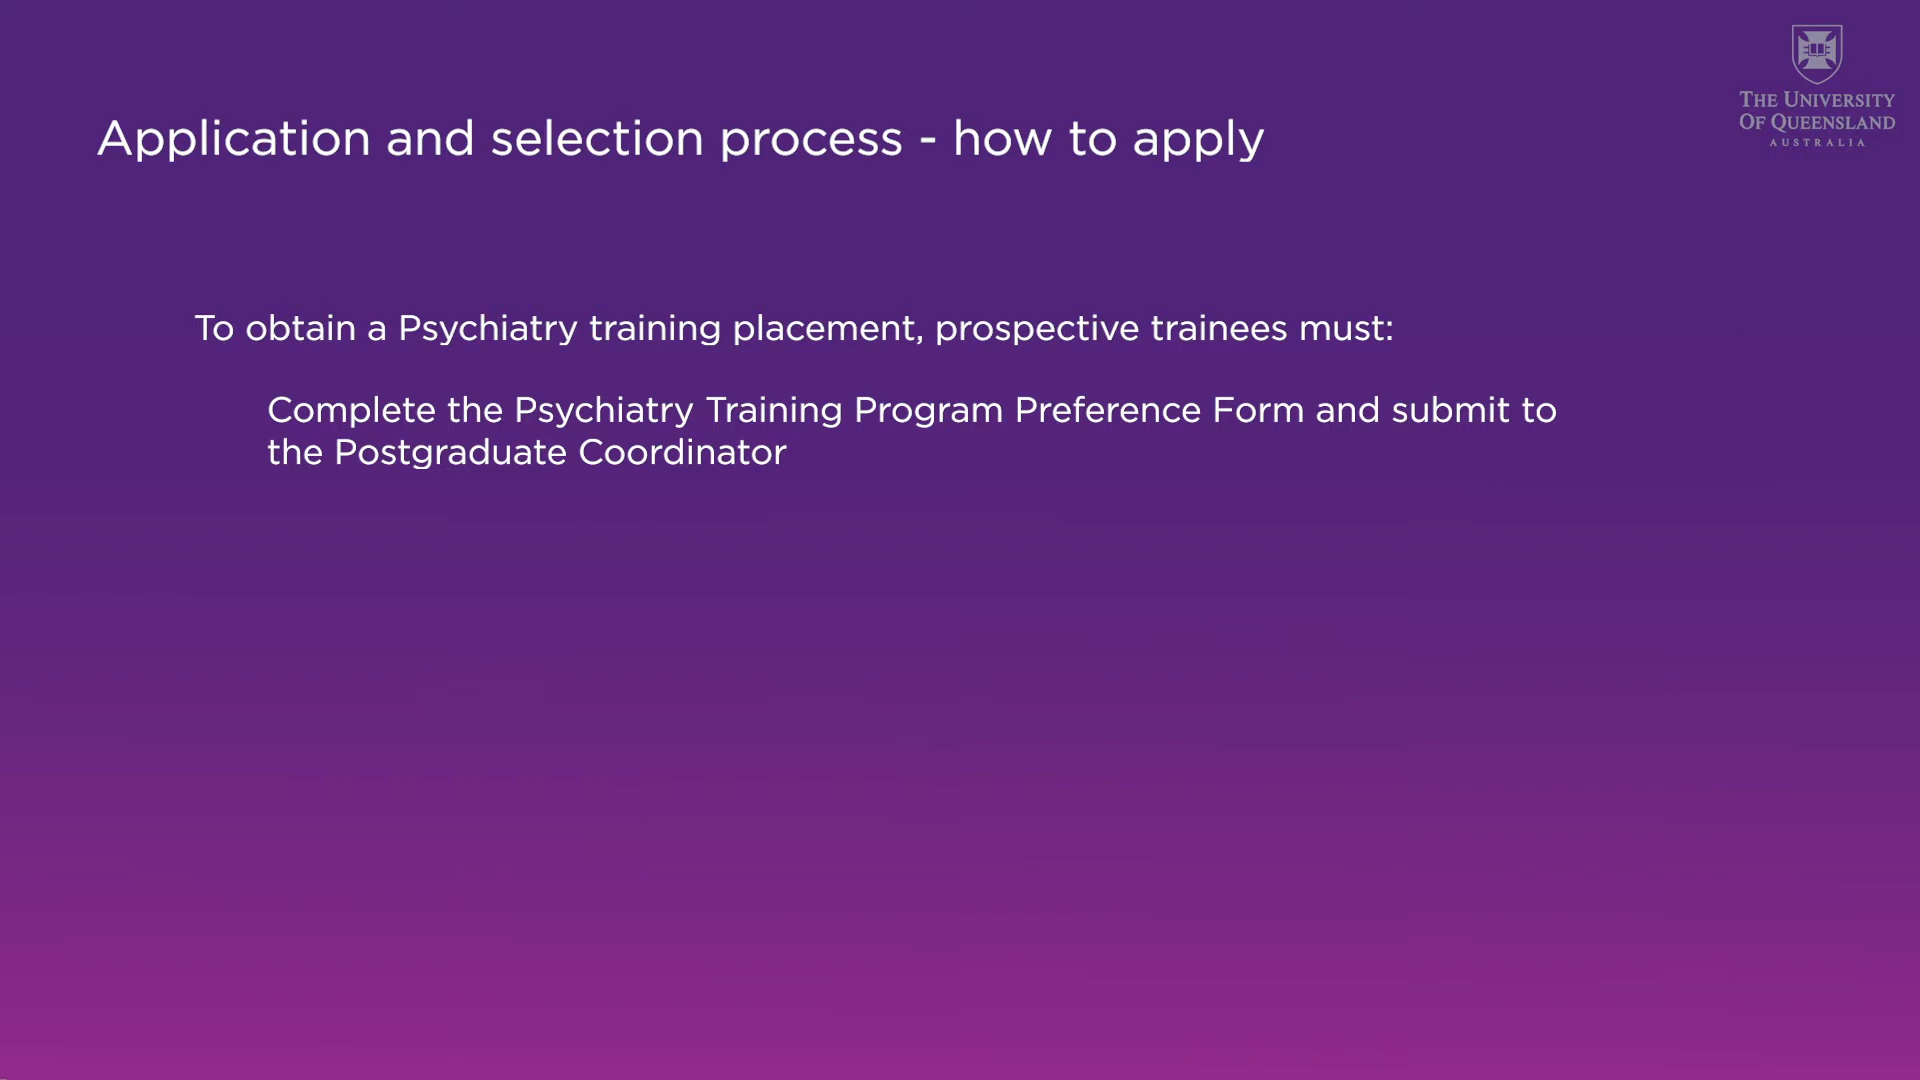 THE UNIVERSITY
OF QUEENSLAND
AUSTRALIA
Application and selection process - how to apply
To obtain a Psychiatry training placement, prospective trainees must:
Complete the Psychiatry Training Program Preference Form and submit to
the Postgraduate Coordinator